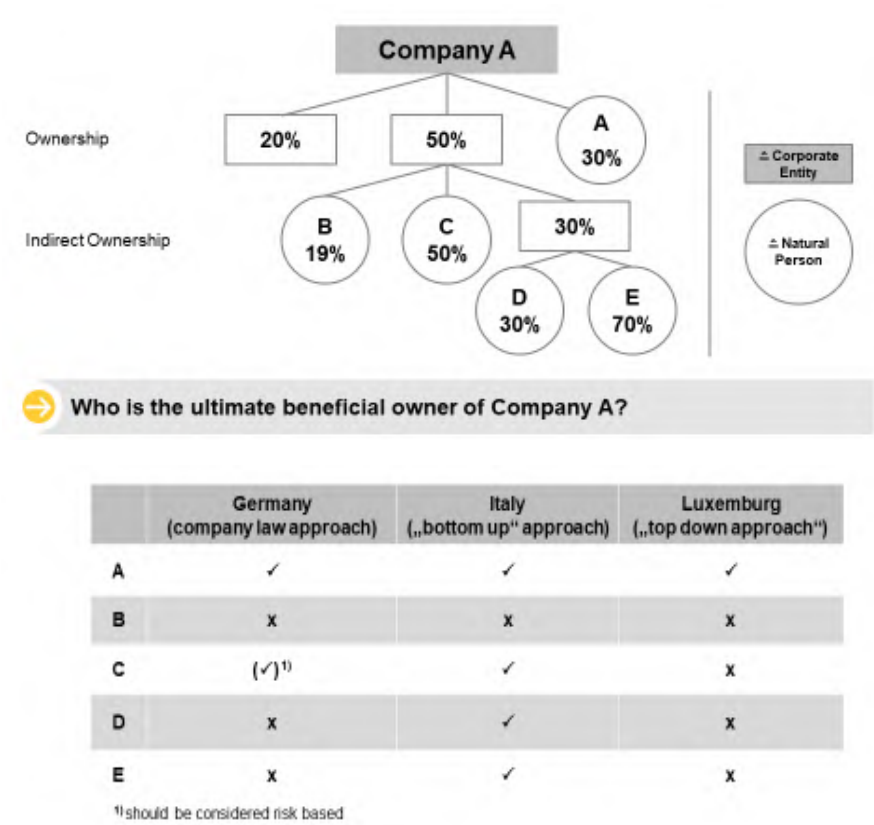 Company A
Ownership
20%
50%
A
30%
≙ Corporate
Entity
Indirect Ownership
B
19%
C
50%
30%
≙ Natural
Person
D
30%
E
70%
Who is the ultimate beneficial owner of Company A?
Germany
(company law approach)
Italy
(„bottom up“ approach)
Luxemburg
(„top down approach“)
A ✓ ✓ ✓
B x x x
C (✓)¹⁾ ✓ x
D x ✓ x
E x ✓ x
¹⁾should be considered risk based